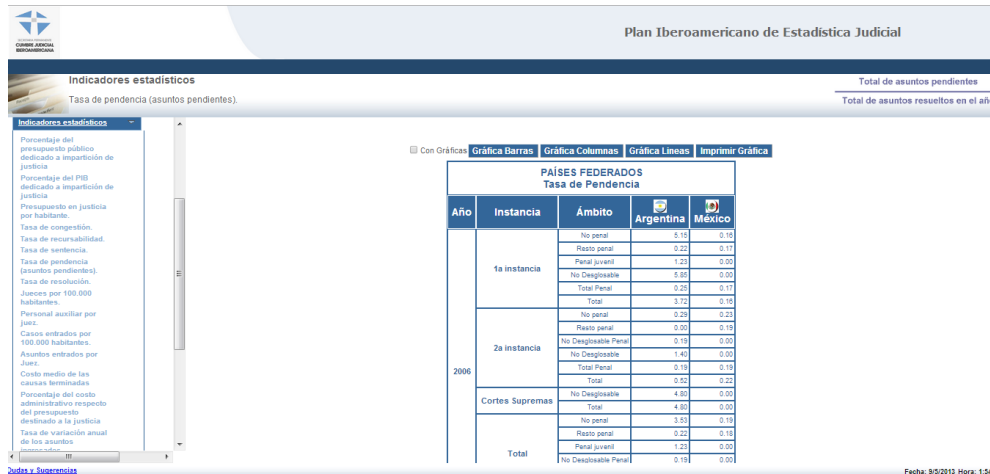 SECRETARÍA PERMANENTE
CUMBRE JUDICIAL
IBEROAMERICANA
Plan Iberoamericano de Estadística Judicial
Indicadores estadísticos
Tasa de pendencia (asuntos pendientes).
Total de asuntos pendientes
Total de asuntos resueltos en el añ
Indicadores estadísticos
Porcentaje del
presupuesto público
dedicado a impartición de
justicia
Porcentaje del PIB
dedicado a impartición de
justicia
Presupuesto en justicia
por habitante.
Tasa de congestión.
Tasa de recursabilidad.
Tasa de sentencia.
Tasa de pendencia
(asuntos pendientes).
Tasa de resolución.
Jueces por 100.000
habitantes.
Personal auxiliar por
juez.
Casos entrados por
100.000 habitantes.
Asuntos entrados por
Juez.
Costo medio de las
causas terminadas
Porcentaje del costo
administrativo respecto
del presupuesto
destinado a la justicia
Tasa de variación anual
de los asuntos
ingresados
Con Gráficas Gráfica Barras Gráfica Columnas Gráfica Lineas Imprimir Gráfica
PAÍSES FEDERADOS
Tasa de Pendencia
Año Instancia Ámbito Argentina México
2006
1a instancia
No penal 5.15 0.16
Resto penal 0.22 0.17
Penal juvenil 1.23 0.00
No Desglosable 5.85 0.00
Total Penal 0.25 0.17
Total 3.72 0.16
2a instancia
No penal 0.29 0.23
Resto penal 0.00 0.19
No Desglosable Penal 0.19 0.00
No Desglosable 1.40 0.00
Total Penal 0.19 0.19
Total 0.52 0.22
Cortes Supremas
No Desglosable 4.80 0.00
Total 4.80 0.00
Total
No penal 3.53 0.19
Resto penal 0.22 0.18
Penal juvenil 1.23 0.00
No Desglosable Penal 0.19 0.00
Dudas y Sugerencias
Fecha: 9/5/2013 Hora: 1:54